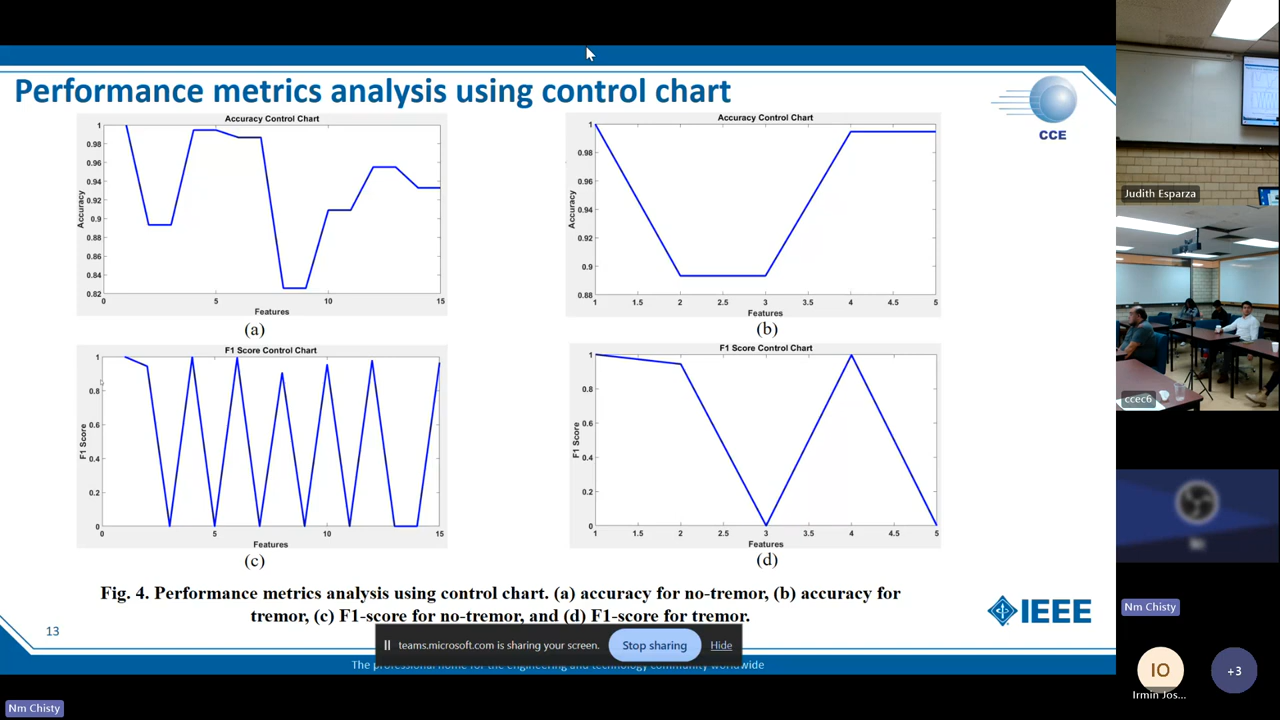 Performance metrics analysis using control chart
CCE
Accuracy Control Chart
1
0.98
0.96
0.94
0.92
0.9
0.88
0.86
0.84
0.82
Accuracy
0
5
10
15
Features
(a)
Accuracy Control Chart
1
0.98
0.96
0.94
0.92
0.9
0.88
Accuracy
1
1.5
2
2.5
3
3.5
4
4.5
5
Features
(b)
F1 Score Control Chart
1
0.8
0.6
0.4
0.2
0
F1 Score
0
5
10
15
Features
(c)
F1 Score Control Chart
1
0.8
0.6
0.4
0.2
0
F1 Score
1
1.5
2
2.5
3
3.5
4
4.5
5
Features
(d)
Fig. 4. Performance metrics analysis using control chart. (a) accuracy for no-tremor, (b) accuracy for
tremor, (c) F1-score for no-tremor, and (d) F1-score for tremor.
13
IEEE
teams.microsoft.com is sharing your screen.
Stop sharing
Hide
The professional home for the engineering and technology community worldwide
Nm Chisty
Judith Esparza
ccec6
Nm Chisty
IO
Irmin Jos...
+3